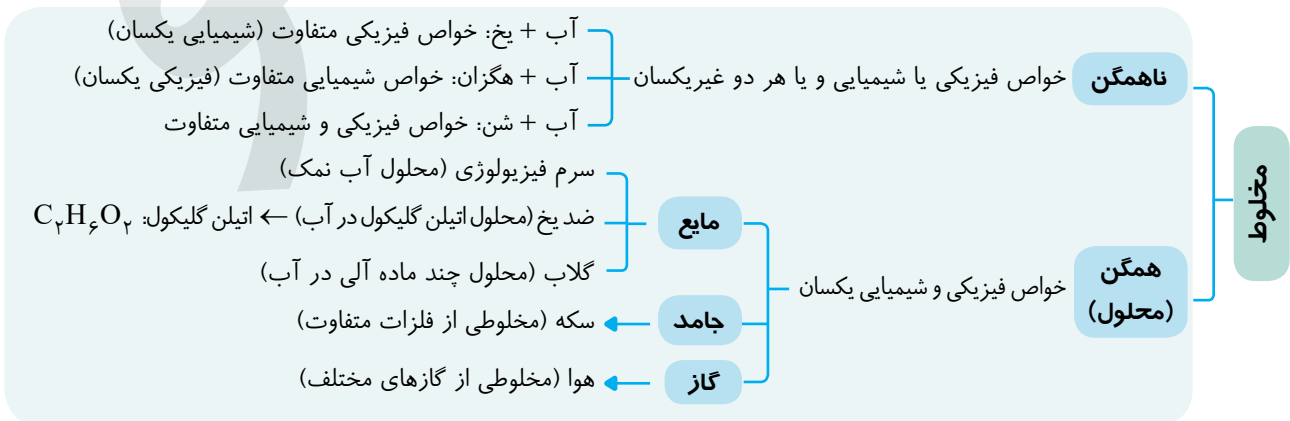 مخلوط
ناهمگن
خواص فیزیکی یا شیمیایی و یا هر دو غیریکسان
آب + یخ: خواص فیزیکی متفاوت (شیمیایی یکسان)
آب + هگزان: خواص شیمیایی متفاوت (فیزیکی یکسان)
آب + شن: خواص فیزیکی و شیمیایی متفاوت
همگن
(محلول)
خواص فیزیکی و شیمیایی یکسان
مایع
سرم فیزیولوژی (محلول آب نمک)
ضد یخ (محلول اتیلن گلیکول در آب) ← اتیلن گلیکول: C₂H₆O₂
گلاب (محلول چند ماده آلی در آب)
جامد
سکه (مخلوطی از فلزات متفاوت)
گاز
هوا (مخلوطی از گازهای مختلف)